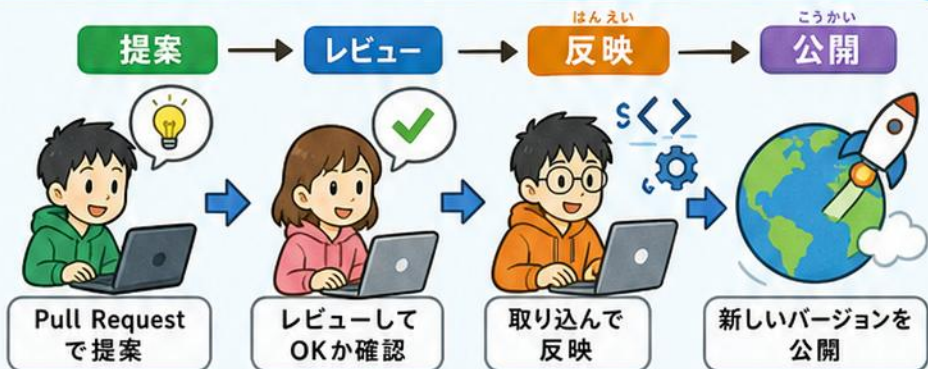 提案
レビュー
はんえい
反映
こうかい
公開
S<>
Pull Request
で提案
レビューして
OKか確認
取り込んで
反映
新しいバージョンを
公開